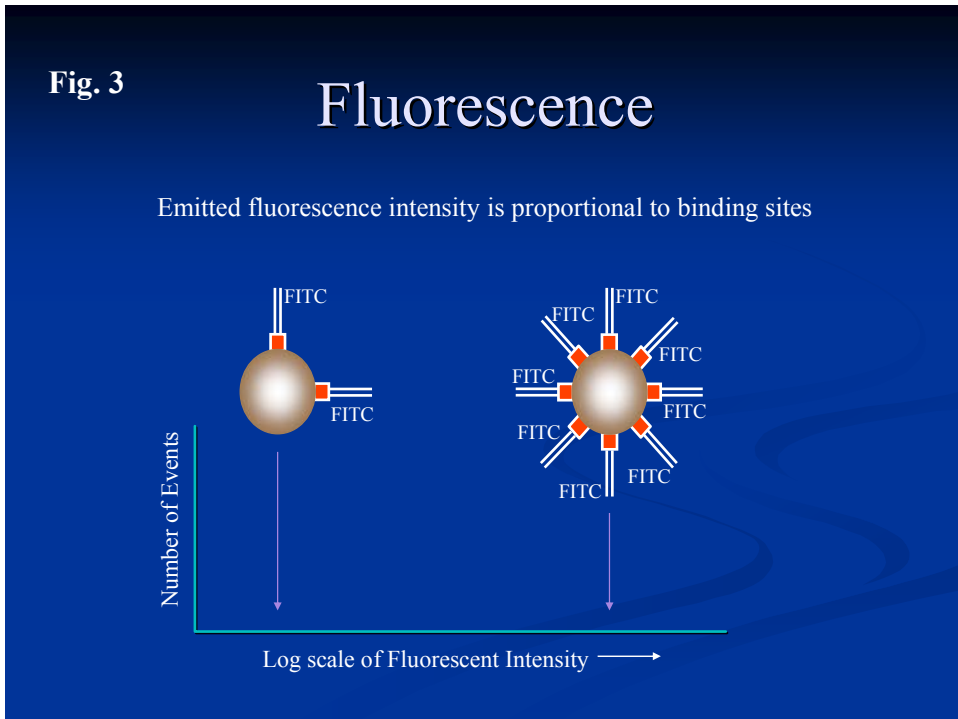 Fig. 3
Fluorescence
Emitted fluorescence intensity is proportional to binding sites
FITC
FITC
FITC
FITC
FITC
FITC
FITC
FITC
FITC
FITC
Number of Events
Log scale of Fluorescent Intensity